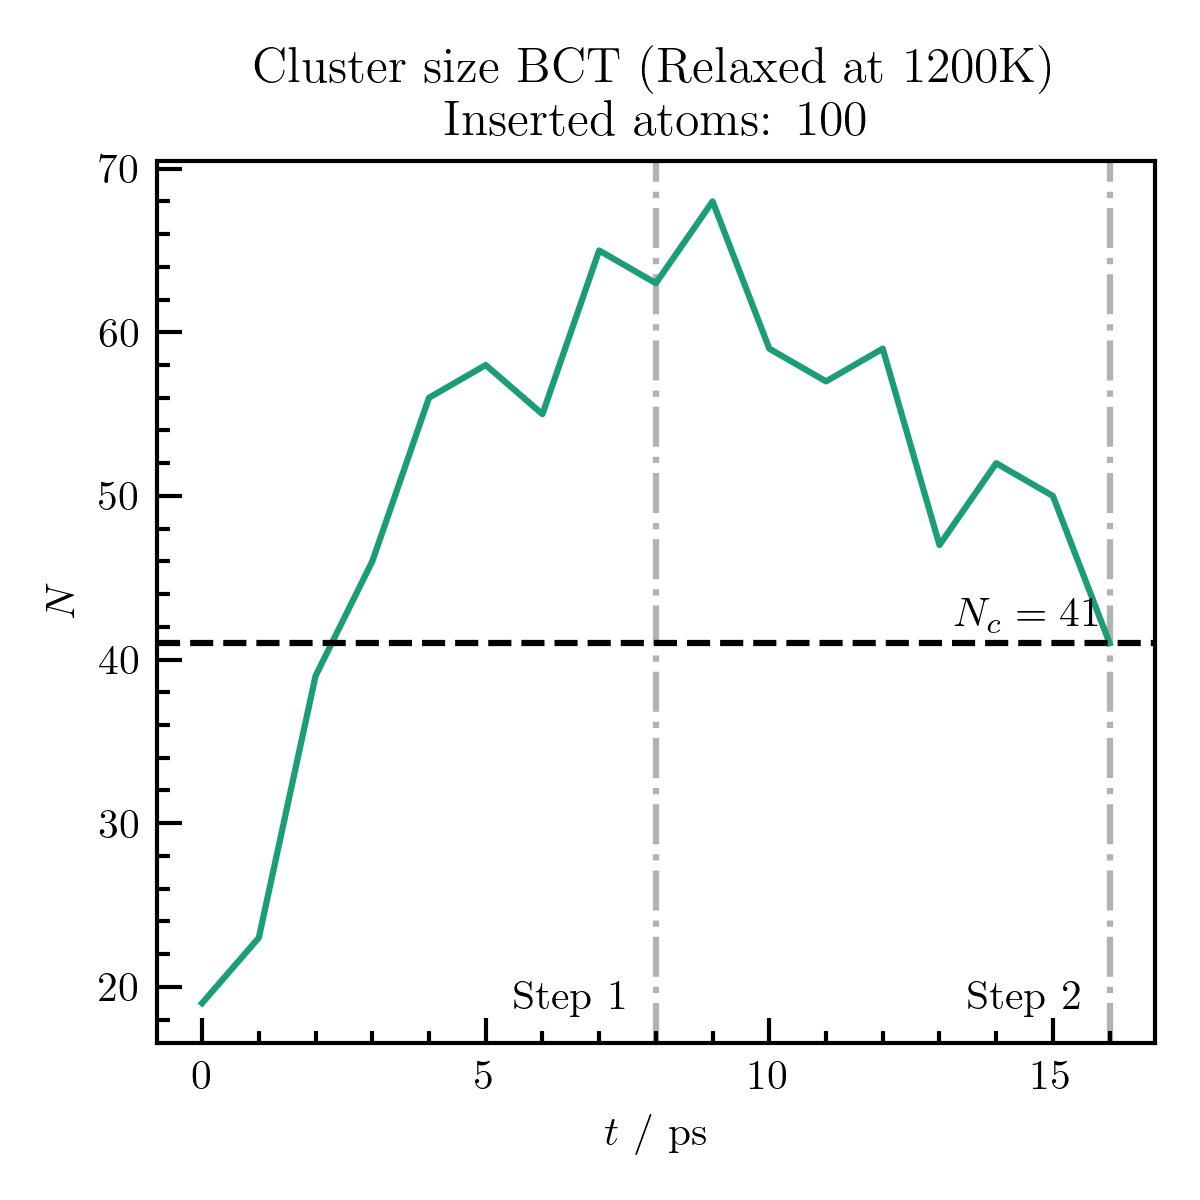 Cluster size BCT (Relaxed at 1200K)
Inserted atoms: 100
70
60
50
40
30
20
N
N_c = 41
Step 1
Step 2
0 5 10 15
t / ps